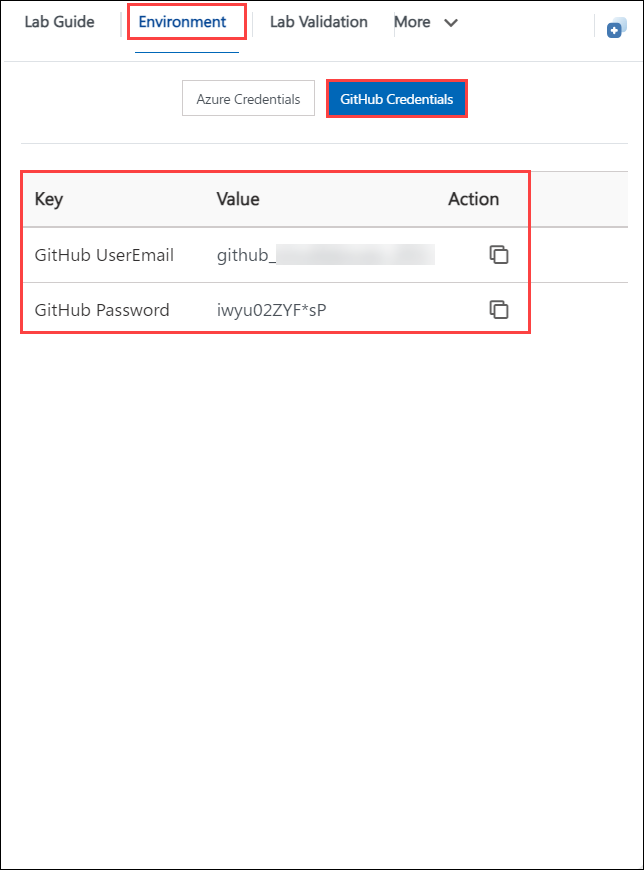 Lab Guide Environment Lab Validation More
Azure Credentials GitHub Credentials
Key Value Action
GitHub UserEmail github_
GitHub Password iwyu02ZYF*sP